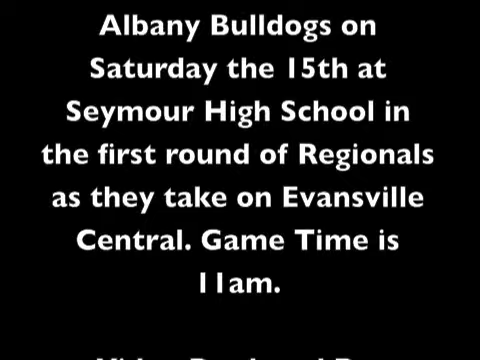 Albany Bulldogs on
Saturday the 15th at
Seymour High School in
the first round of Regionals
as they take on Evansville
Central. Game Time is
11am.